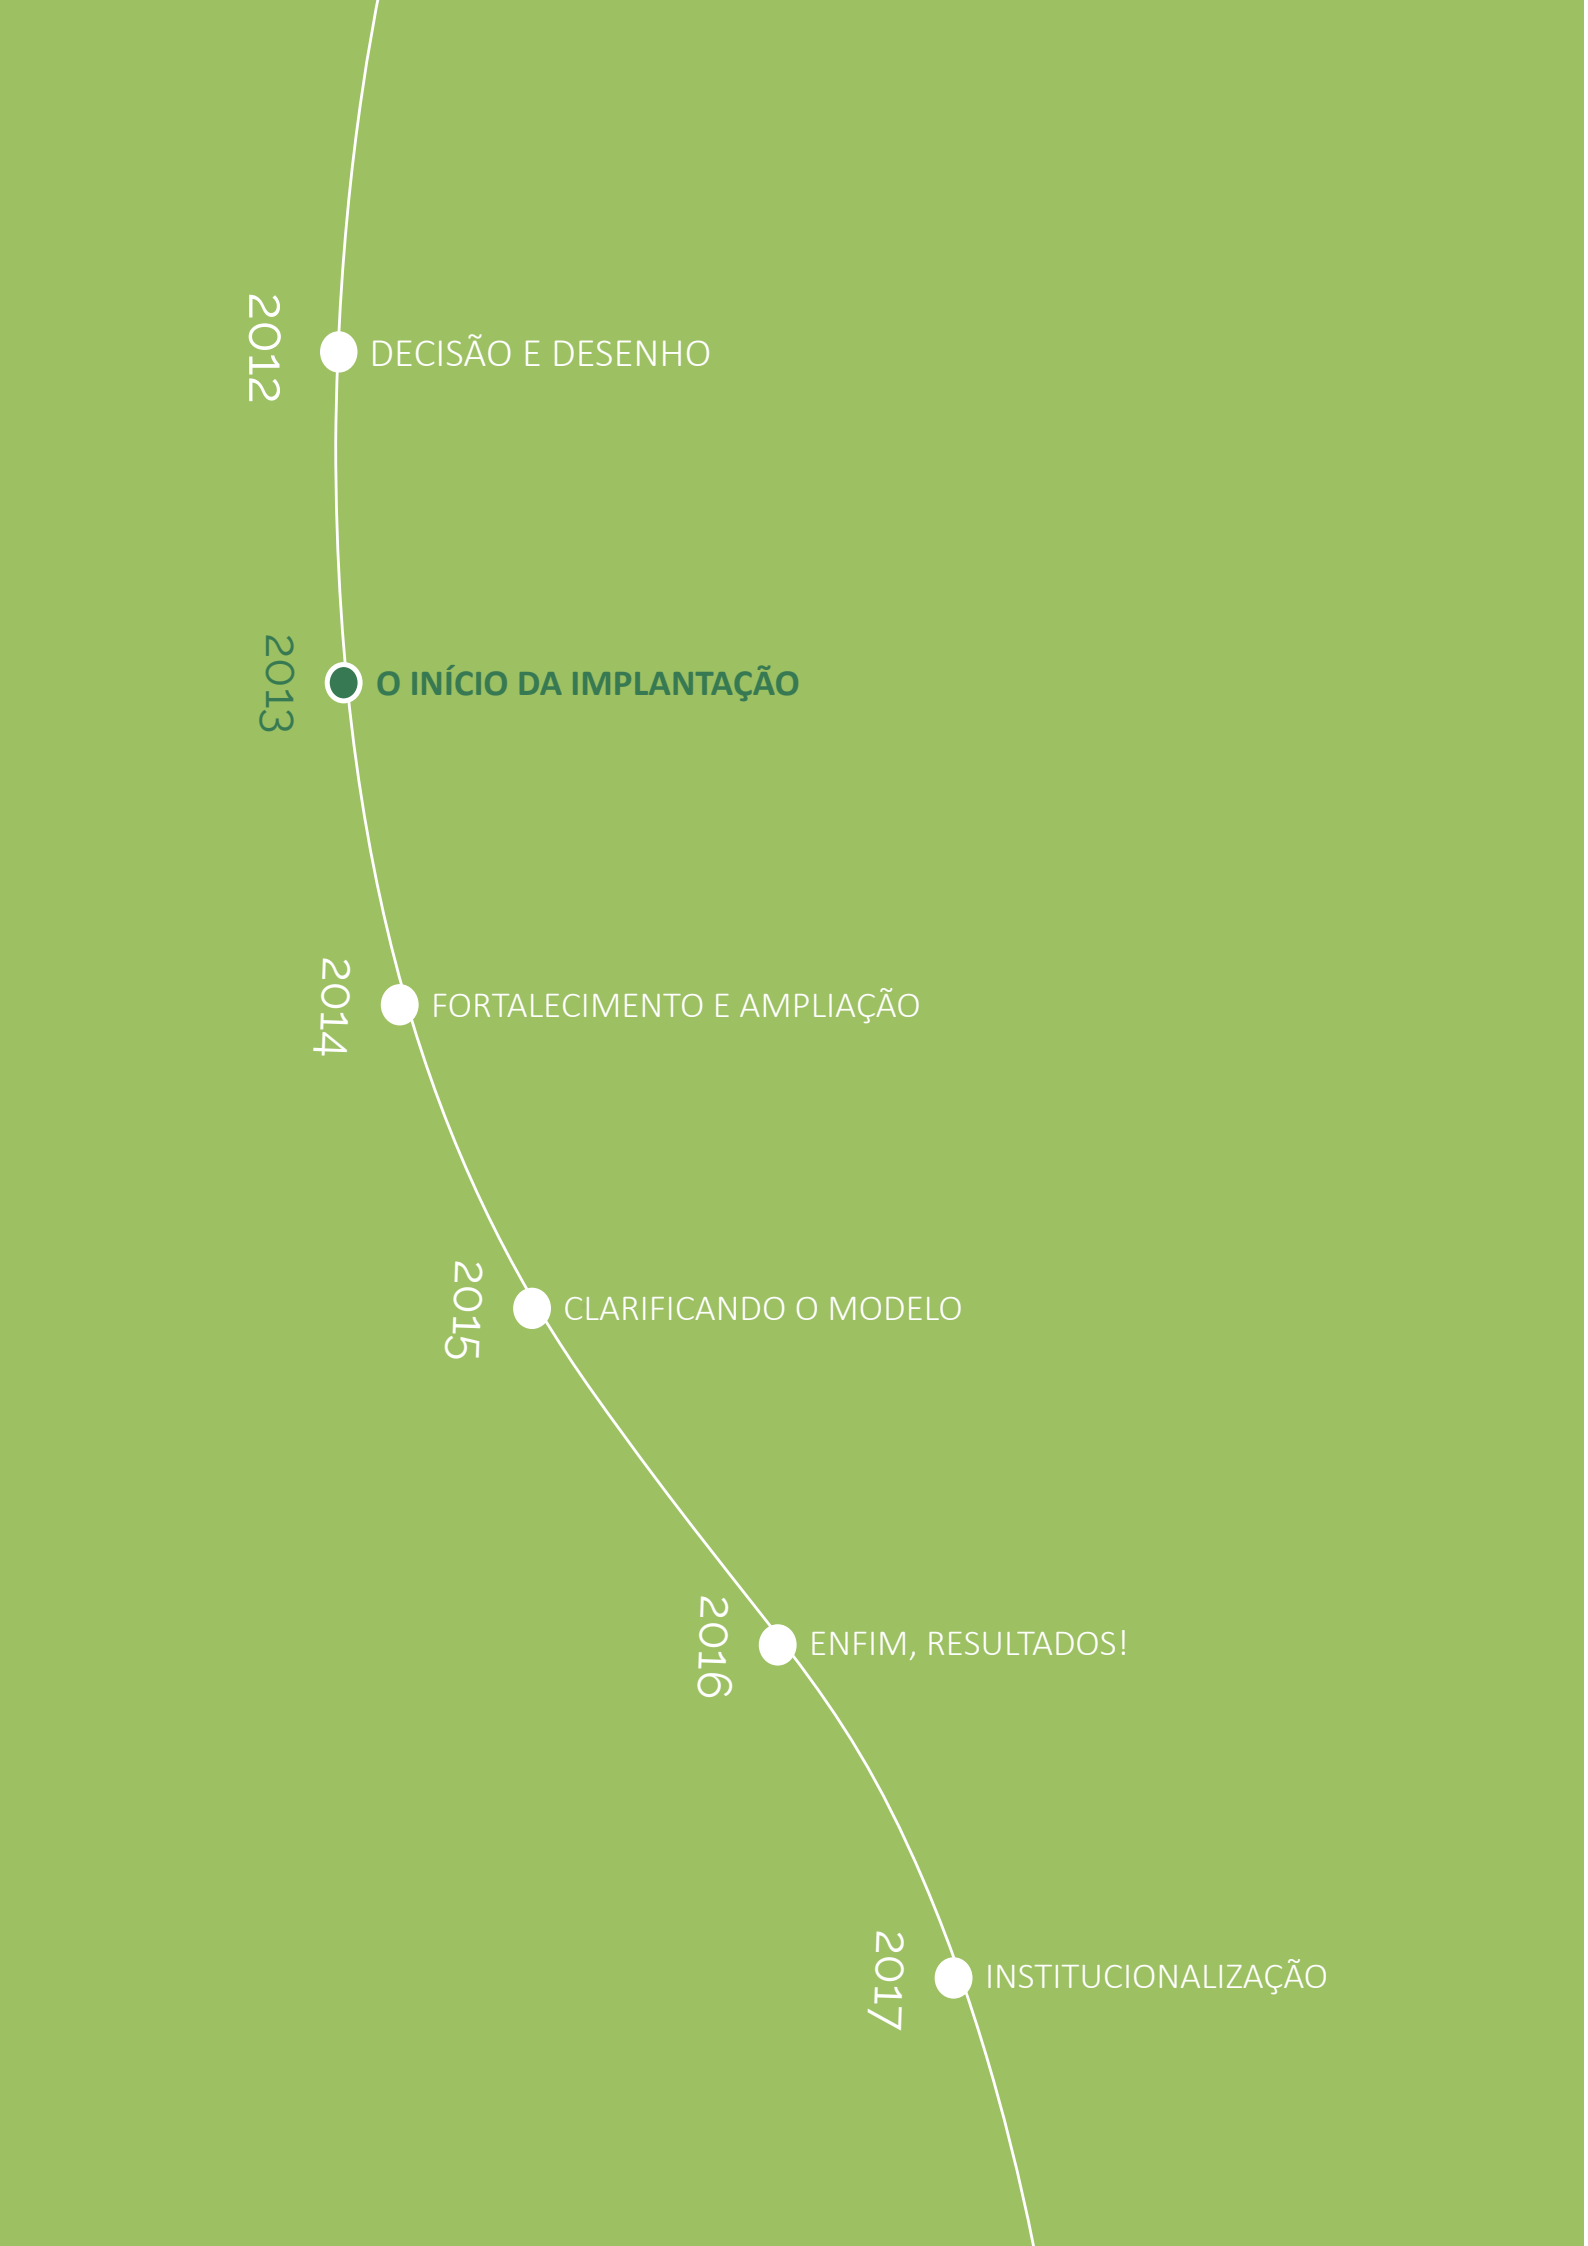 2012
DECISÃO E DESENHO
2013
O INÍCIO DA IMPLANTAÇÃO
2014
FORTALECIMENTO E AMPLIAÇÃO
2015
CLARIFICANDO O MODELO
2016
ENFIM, RESULTADOS!
2017
INSTITUCIONALIZAÇÃO